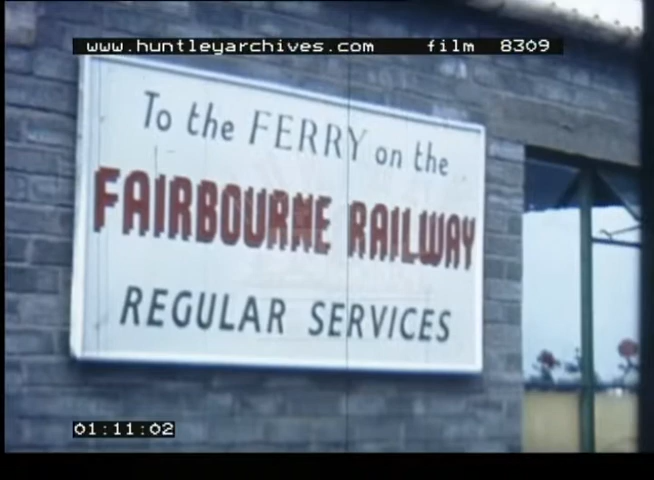 www.huntleyarchives.com film 8309
To the FERRY on the
FAIRBOURNE RAILWAY
REGULAR SERVICES
01:11:02